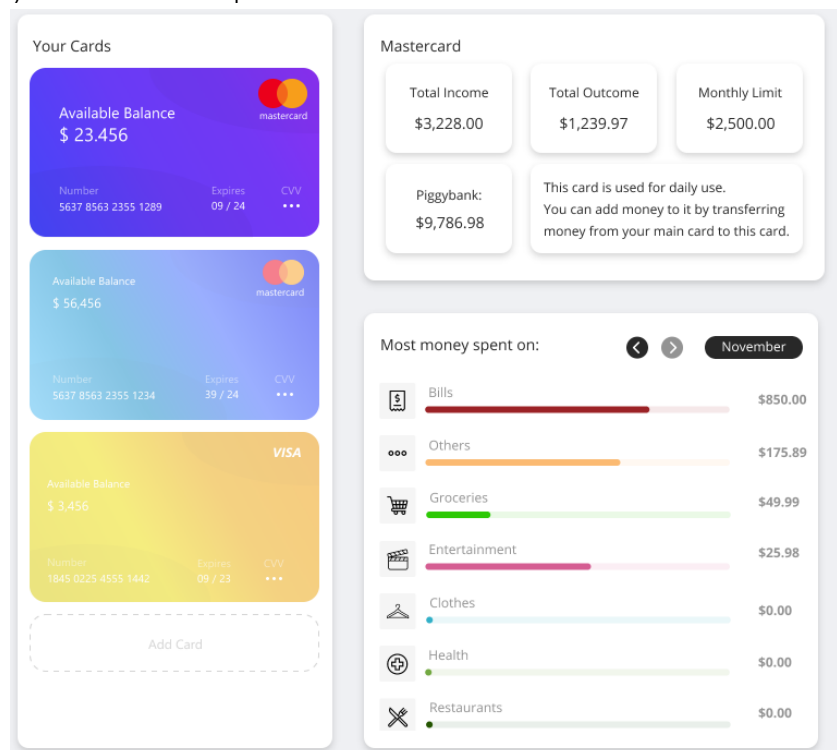 Your Cards
Available Balance
$ 23.456
mastercard
Number Expires CVV
5637 8563 2355 1289 09 / 24
Available Balance
$ 56,456
mastercard
Number Expires CVV
5637 8563 2355 1234 39 / 24
VISA
Available Balance
$ 3,456
Number Expires CVV
1845 0225 4555 1442 09 / 23
Add Card
Mastercard
Total Income
$3,228.00
Total Outcome
$1,239.97
Monthly Limit
$2,500.00
Piggybank:
$9,786.98
This card is used for daily use.
You can add money to it by transferring
money from your main card to this card.
Most money spent on:
November
Bills
$850.00
Others
$175.89
Groceries
$49.99
Entertainment
$25.98
Clothes
$0.00
Health
$0.00
Restaurants
$0.00